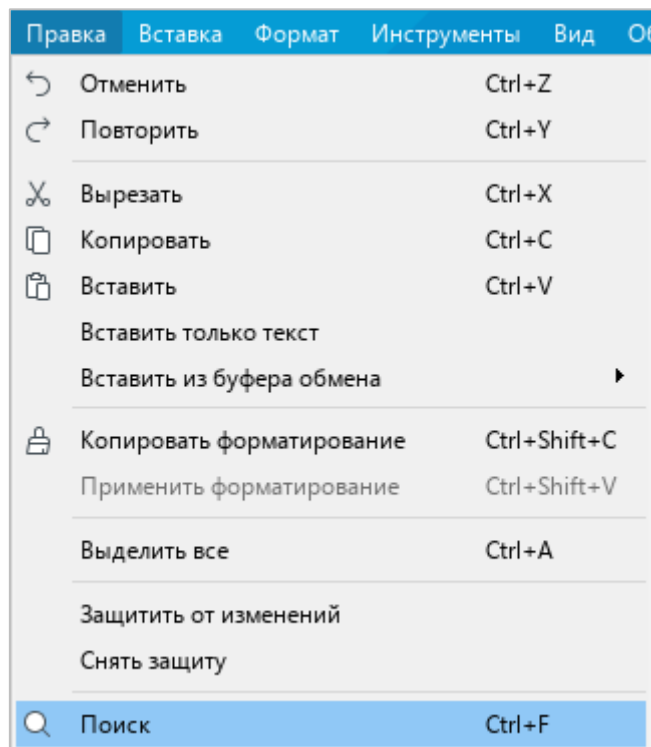 Правка Вставка Формат Инструменты Вид
Отменить Ctrl+Z
Повторить Ctrl+Y
Вырезать Ctrl+X
Копировать Ctrl+C
Вставить Ctrl+V
Вставить только текст
Вставить из буфера обмена
Копировать форматирование Ctrl+Shift+C
Применить форматирование Ctrl+Shift+V
Выделить все Ctrl+A
Защитить от изменений
Снять защиту
Поиск Ctrl+F